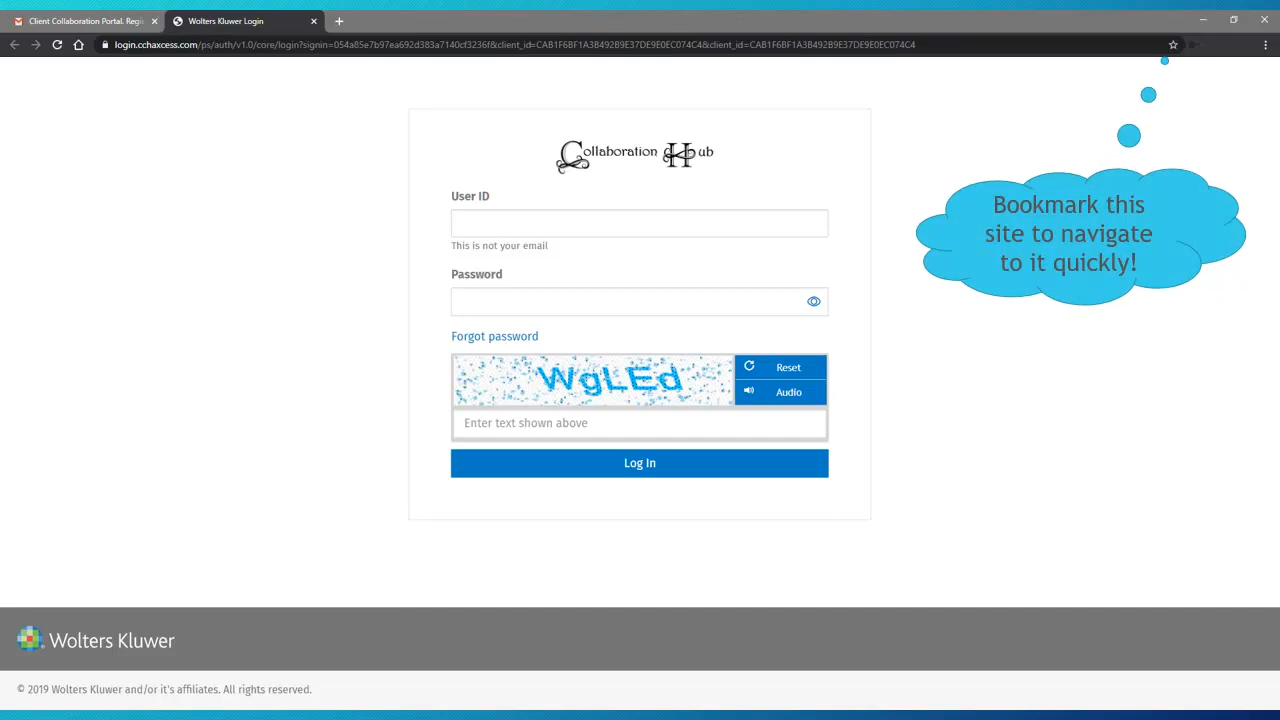 Client Collaboration Portal. Regi
Wolters Kluwer Login
login.cchaxcess.com/ps/auth/v1.0/core/login?signin=054a85e7b97ea692d383a7140cf3236f&client_id=CAB1F6BF1A3B492B9E37DE9E0EC074C4&client_id=CAB1F6BF1A3B492B9E37DE9E0EC074C4
Collaboration Hub
User ID
This is not your email
Password
Forgot password
WgLEd
Reset
Audio
Enter text shown above
Log In
Bookmark this
site to navigate
to it quickly!
Wolters Kluwer
© 2019 Wolters Kluwer and/or it's affiliates. All rights reserved.